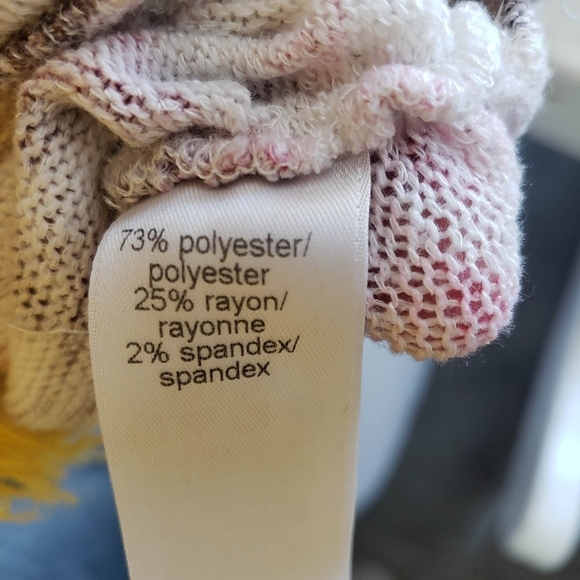 73% polyester/
polyester
25% rayon/
rayonne
2% spandex/
spandex